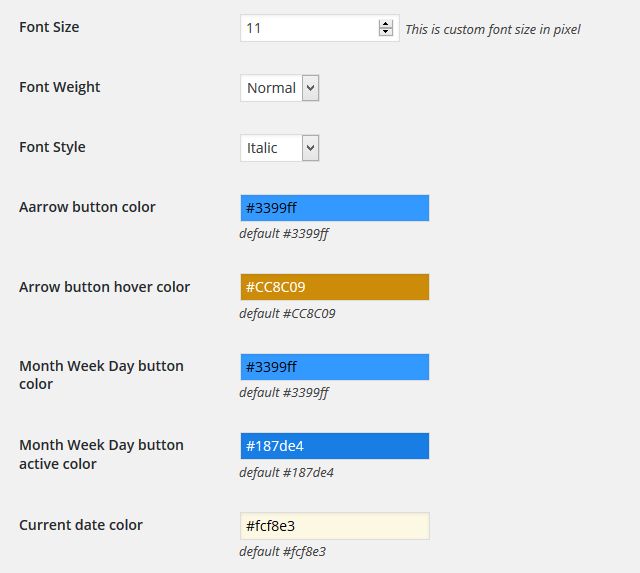 Font Size 11 This is custom font size in pixel
Font Weight Normal
Font Style Italic
Aarrow button color #3399ff
default #3399ff
Arrow button hover color #CC8C09
default #CC8C09
Month Week Day button #3399ff
color
default #3399ff
Month Week Day button #187de4
active color
default #187de4
Current date color #fcf8e3
default #fcf8e3